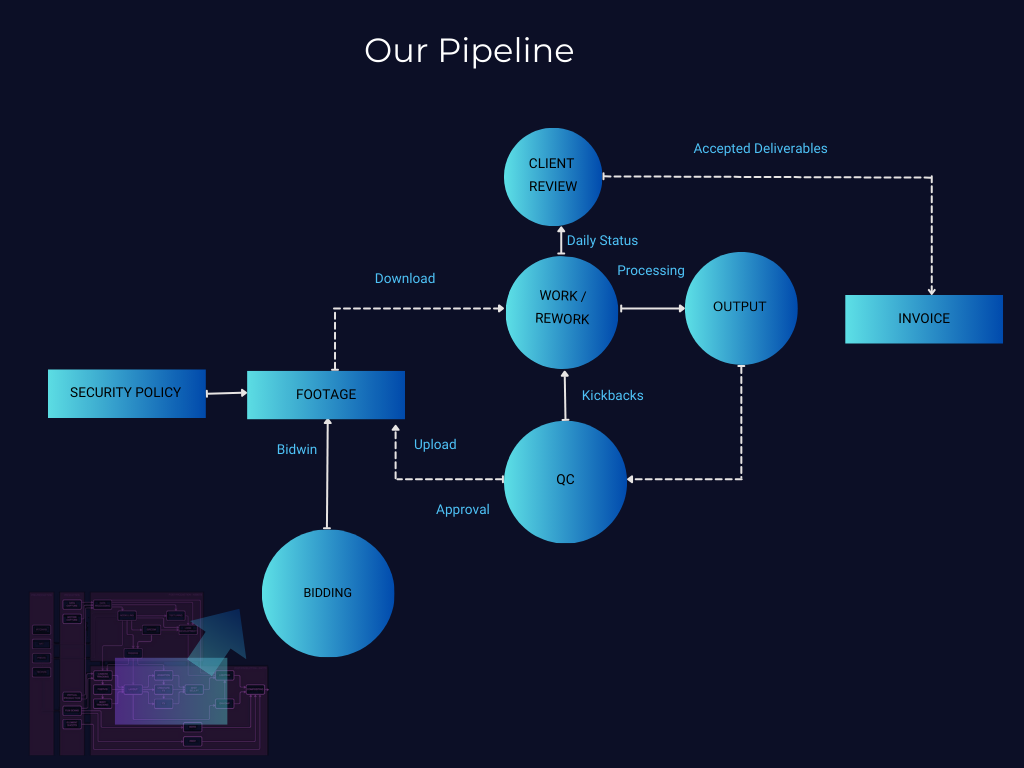 Our Pipeline
CLIENT
REVIEW
Accepted Deliverables
Daily Status
Processing
Download
WORK /
REWORK
OUTPUT
INVOICE
SECURITY POLICY
FOOTAGE
Kickbacks
Bidwin
Upload
QC
Approval
BIDDING